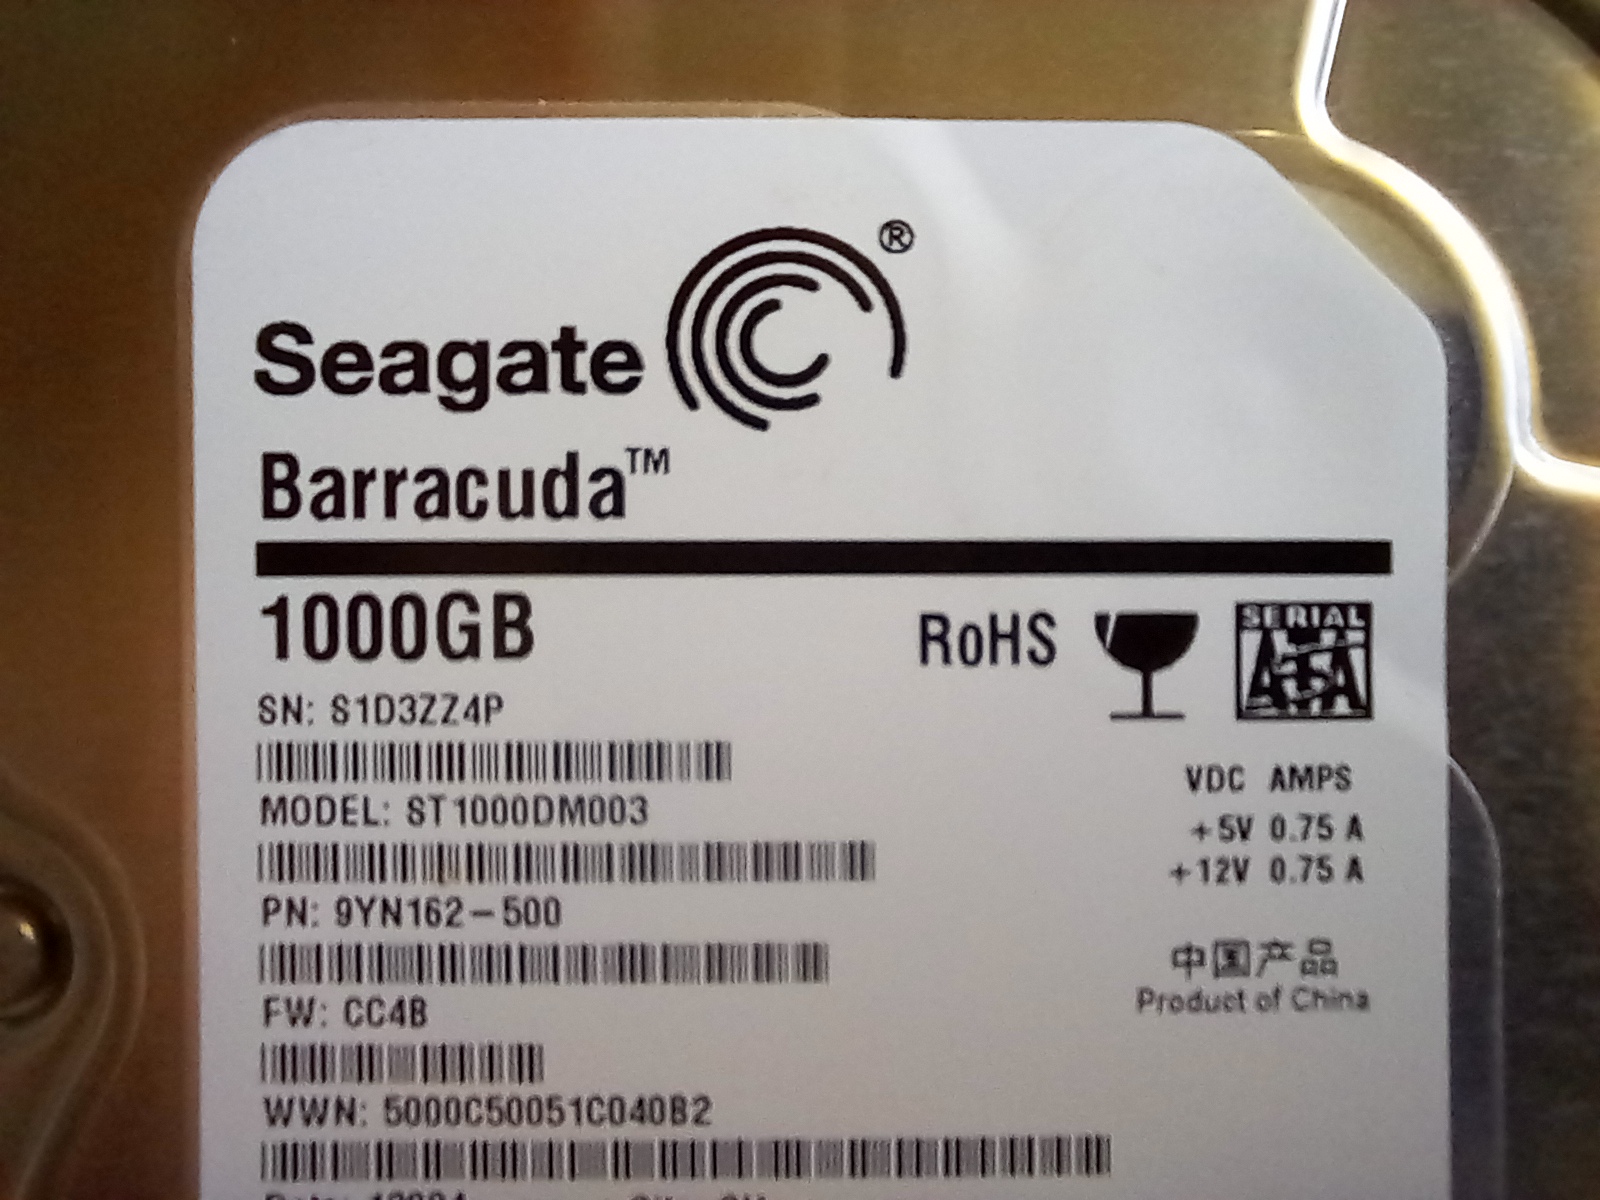 Seagate ®
Barracuda™
1000GB
RoHS
SERIAL
ATA
SN: S1D3ZZ4P
VDC AMPS
MODEL: ST1000DM003
+5V 0.75 A
+12V 0.75 A
PN: 9YN162-500
中国产品
Product of China
FW: CC4B
WWN: 5000C50051C040B2